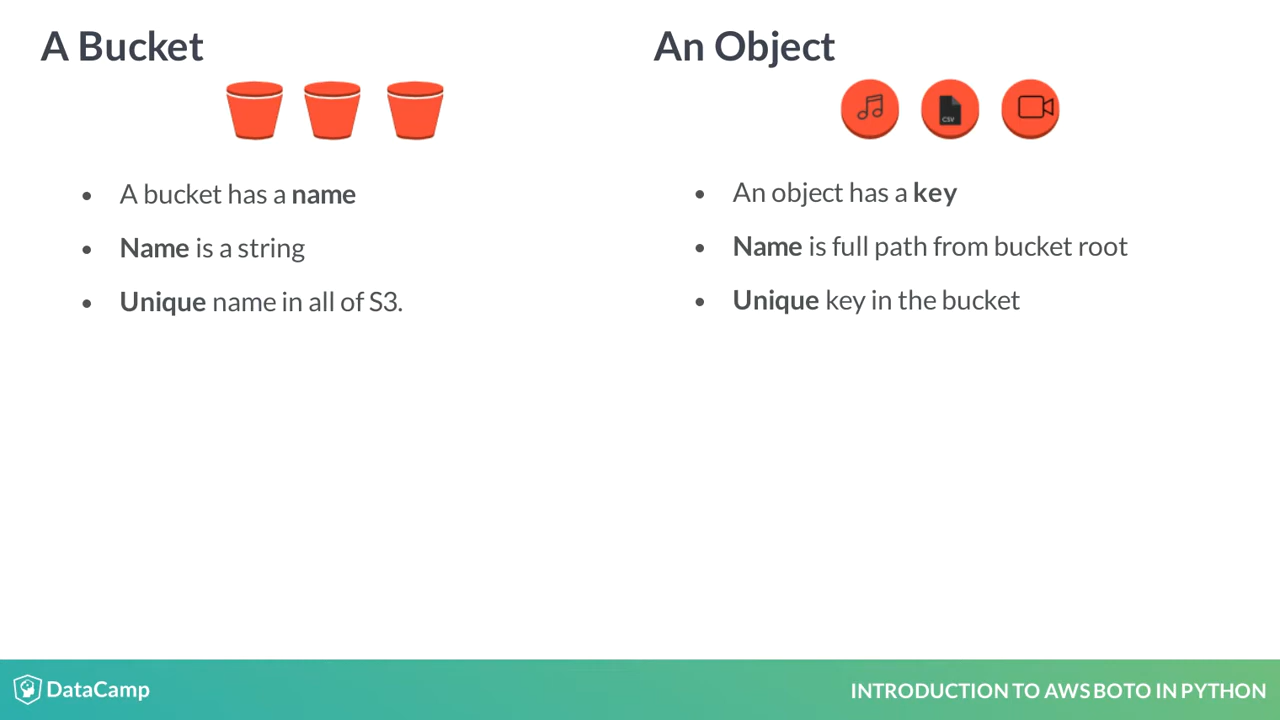 A Bucket
• A bucket has a name
• Name is a string
• Unique name in all of S3.
An Object
CSV
• An object has a key
• Name is full path from bucket root
• Unique key in the bucket
DataCamp
INTRODUCTION TO AWS BOTO IN PYTHON